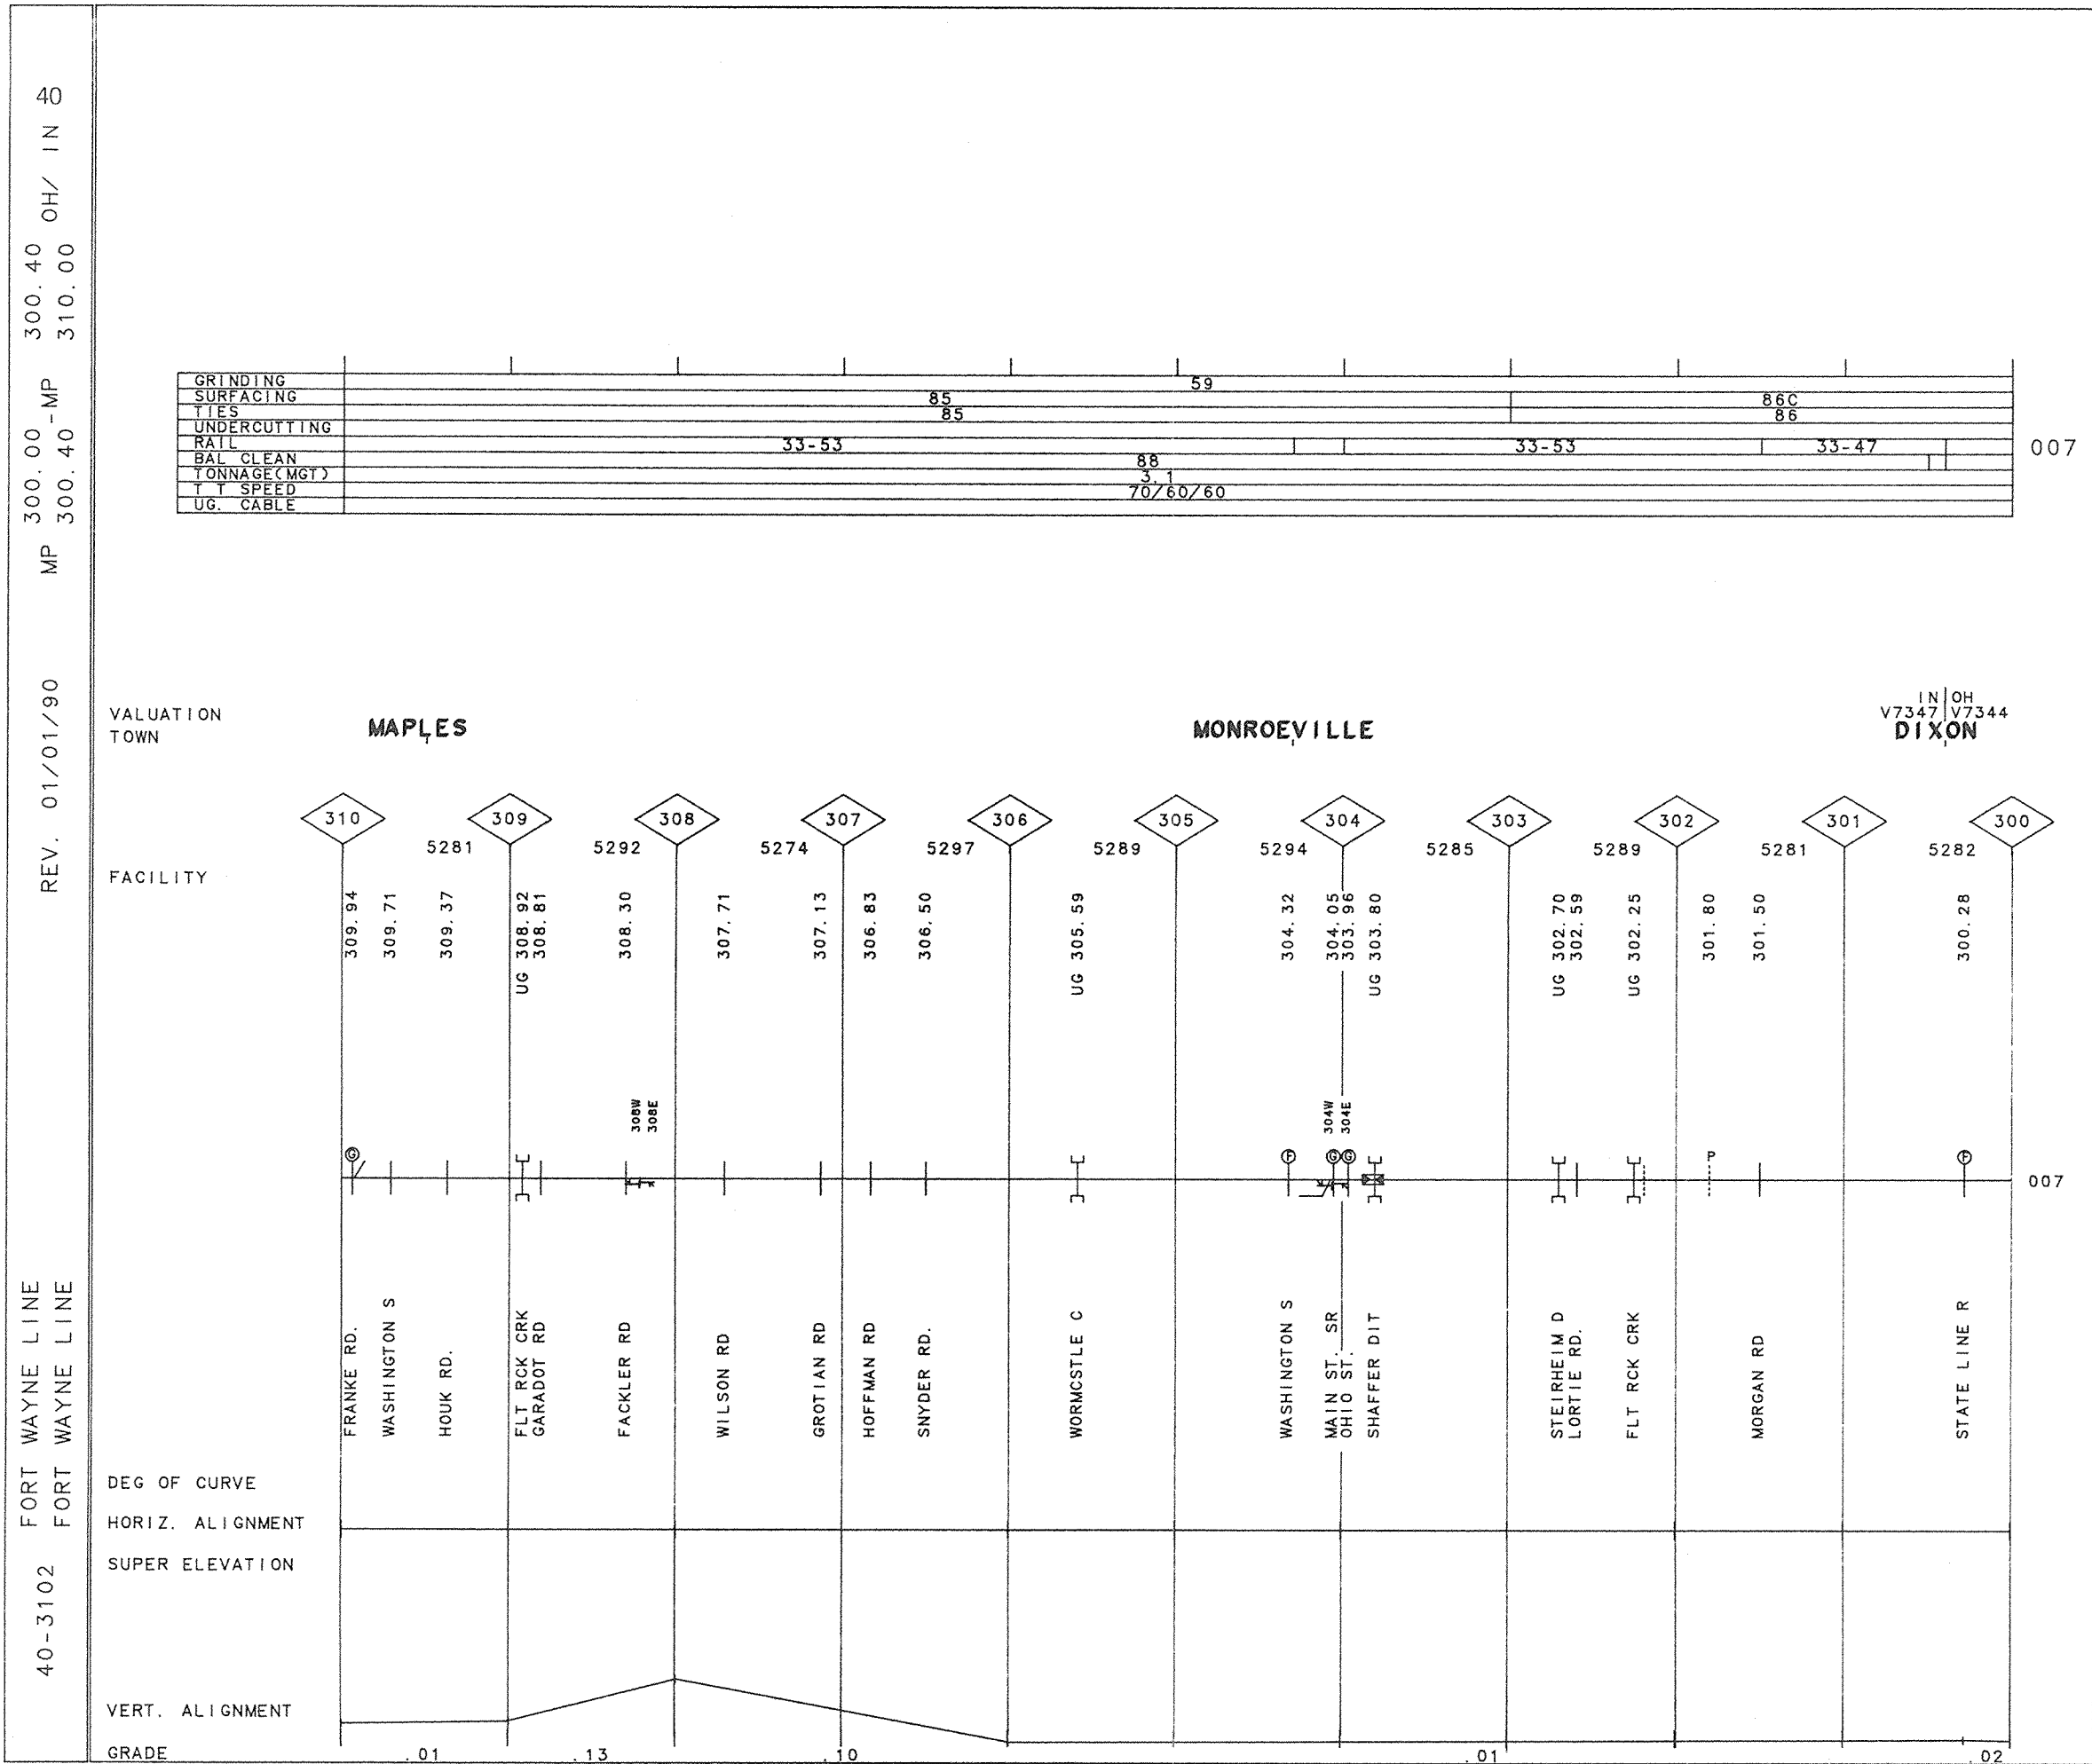 40-3102 FORT WAYNE LINE REV. 01/01/90 MP 300.00-MP 300.40 OH/ IN 40
FORT WAYNE LINE 300.40 310.00
GRINDING 59
SURFACING 85 86C
TIES 85 86
UNDERCUTTING
RAIL 33-53 33-53 33-47 007
BAL CLEAN 88
TONNAGE(MGT) 3.1
T T SPEED 70/60/60
UG. CABLE
IN OH
VALUATION V7347 V7344
TOWN MAPLES MONROEVILLE DIXON
310 309 308 307 306 305 304 303 302 301 300
5281 5292 5274 5297 5289 5294 5285 5289 5281 5282
FACILITY
309.94
309.71
309.37
UG 308.92
308.81
308.30
307.71
307.13
306.83
306.50
UG 305.59
304.32
304.05
303.96
UG 303.80
UG 302.70
302.59
UG 302.25
301.80
301.50
300.28
308W
308E
304W
304E
G F G G P F
007
FRANKE RD.
WASHINGTON S
HOUK RD.
FLT RCK CRK
GARADOT RD
FACKLER RD
WILSON RD
GROTIAN RD
HOFFMAN RD
SNYDER RD.
WORMCSTLE C
WASHINGTON S
MAIN ST. SR
OHIO ST.
SHAFFER DIT
STEIRHEIM D
LORTIE RD.
FLT RCK CRK
MORGAN RD
STATE LINE R
DEG OF CURVE
HORIZ. ALIGNMENT
SUPER ELEVATION
VERT. ALIGNMENT
GRADE .01 .13 .10 .01 .02